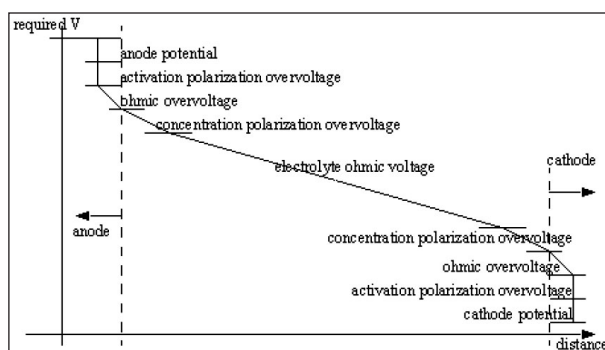 required V
anode potential
activation polarization overvoltage
ohmic overvoltage
concentration polarization overvoltage
electrolyte ohmic voltage
cathode
anode
concentration polarization overvoltage
ohmic overvoltage
activation polarization overvoltage
cathode potential
distance